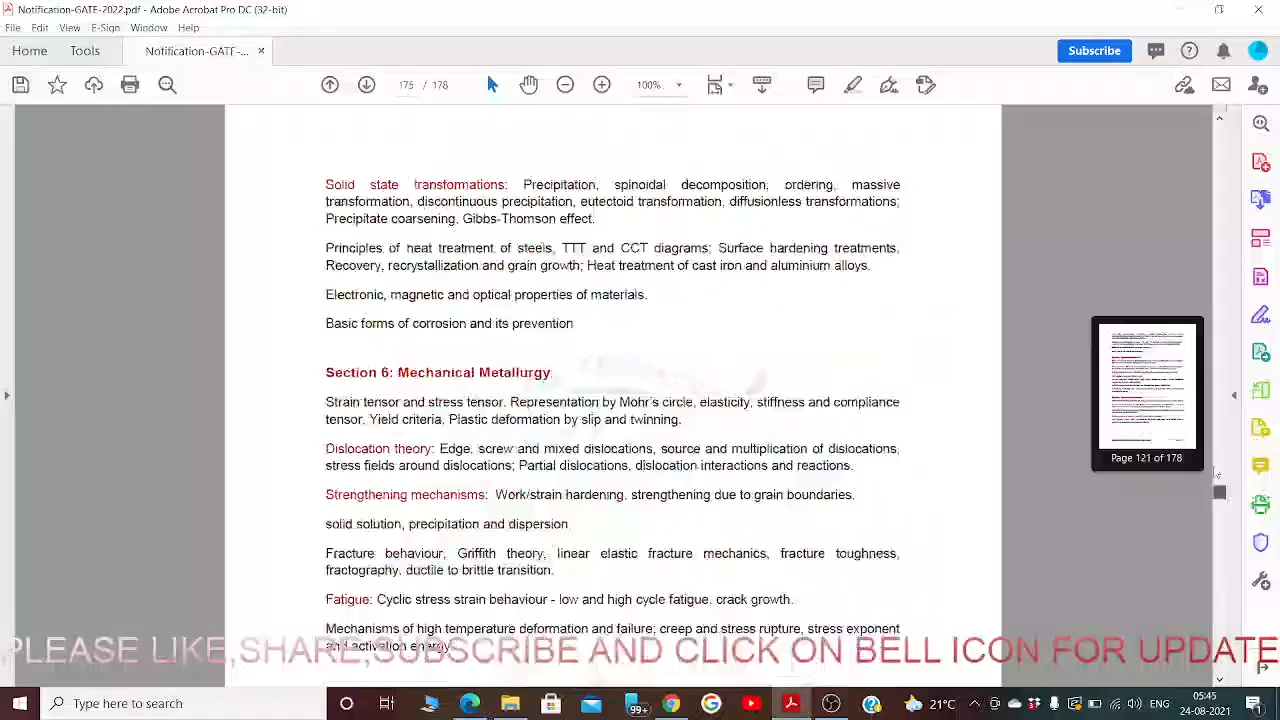 Notification-GATE-2022.pdf - Adobe Acrobat Pro DC (32-bit)
File Edit View E-Sign Window Help
Home Tools Notification-GATE-... ×
Subscribe
175 / 178
100%
Solid state transformations: Precipitation, spinoidal decomposition, ordering, massive
transformation, discontinuous precipitation, eutectoid transformation, diffusionless transformations;
Precipitate coarsening, Gibbs-Thomson effect.
Principles of heat treatment of steels, TTT and CCT diagrams; Surface hardening treatments,
Recovery, recrystallization and grain growth; Heat treatment of cast iron and aluminium alloys.
Electronic, magnetic and optical properties of materials.
Basic forms of corrosion and its prevention
Section 6: Mechanical Metallurgy
Strain tensor and stress tensor, Representation by Mohr's circle, elasticity, stiffness and compliance
tensor, Yield criteria, Plastic deformation by slip and twinning.
Dislocation theory: Edge, screw and mixed dislocations, source and multiplication of dislocations,
stress fields around dislocations; Partial dislocations, dislocation interactions and reactions.
Strengthening mechanisms: Work/strain hardening, strengthening due to grain boundaries,
solid solution, precipitation and dispersion
Fracture behaviour, Griffith theory, linear elastic fracture mechanics, fracture toughness,
fractography, ductile to brittle transition.
Fatigue: Cyclic stress strain behaviour - low and high cycle fatigue, crack growth.
Mechanisms of high temperature deformation and failure; creep and stress rupture, stress exponent
and activation energy
Page 121 of 178
PLEASE LIKE,SHARE,SUBSCRIBE AND CLICK ON BELL ICON FOR UPDATE
Type here to search
99+
21°C
ENG
05:45
24-08-2021